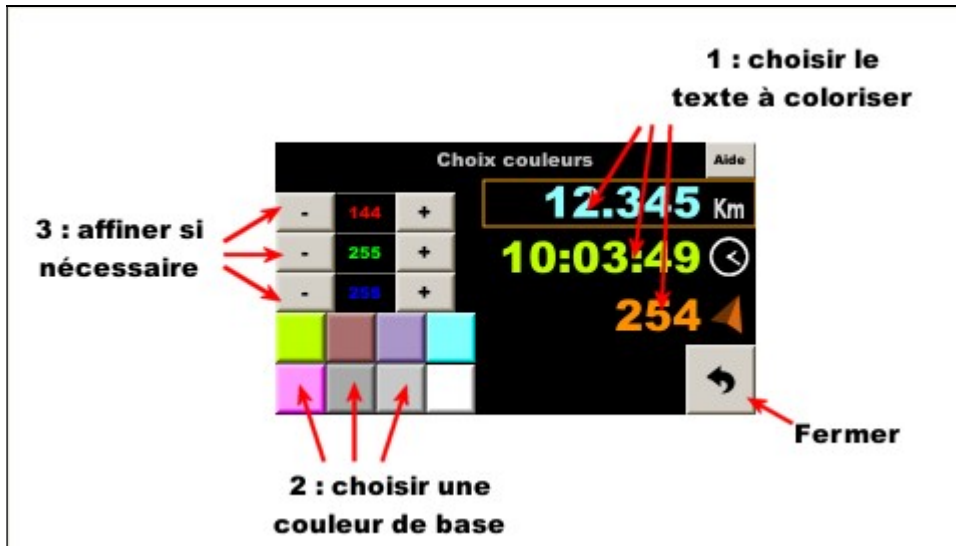 1 : choisir le
texte à coloriser
Choix couleurs
Aide
12.345 Km
- 144 +
3 : affiner si
nécessaire
- 255 +
10:03:49
- 255 +
254
Fermer
2 : choisir une
couleur de base